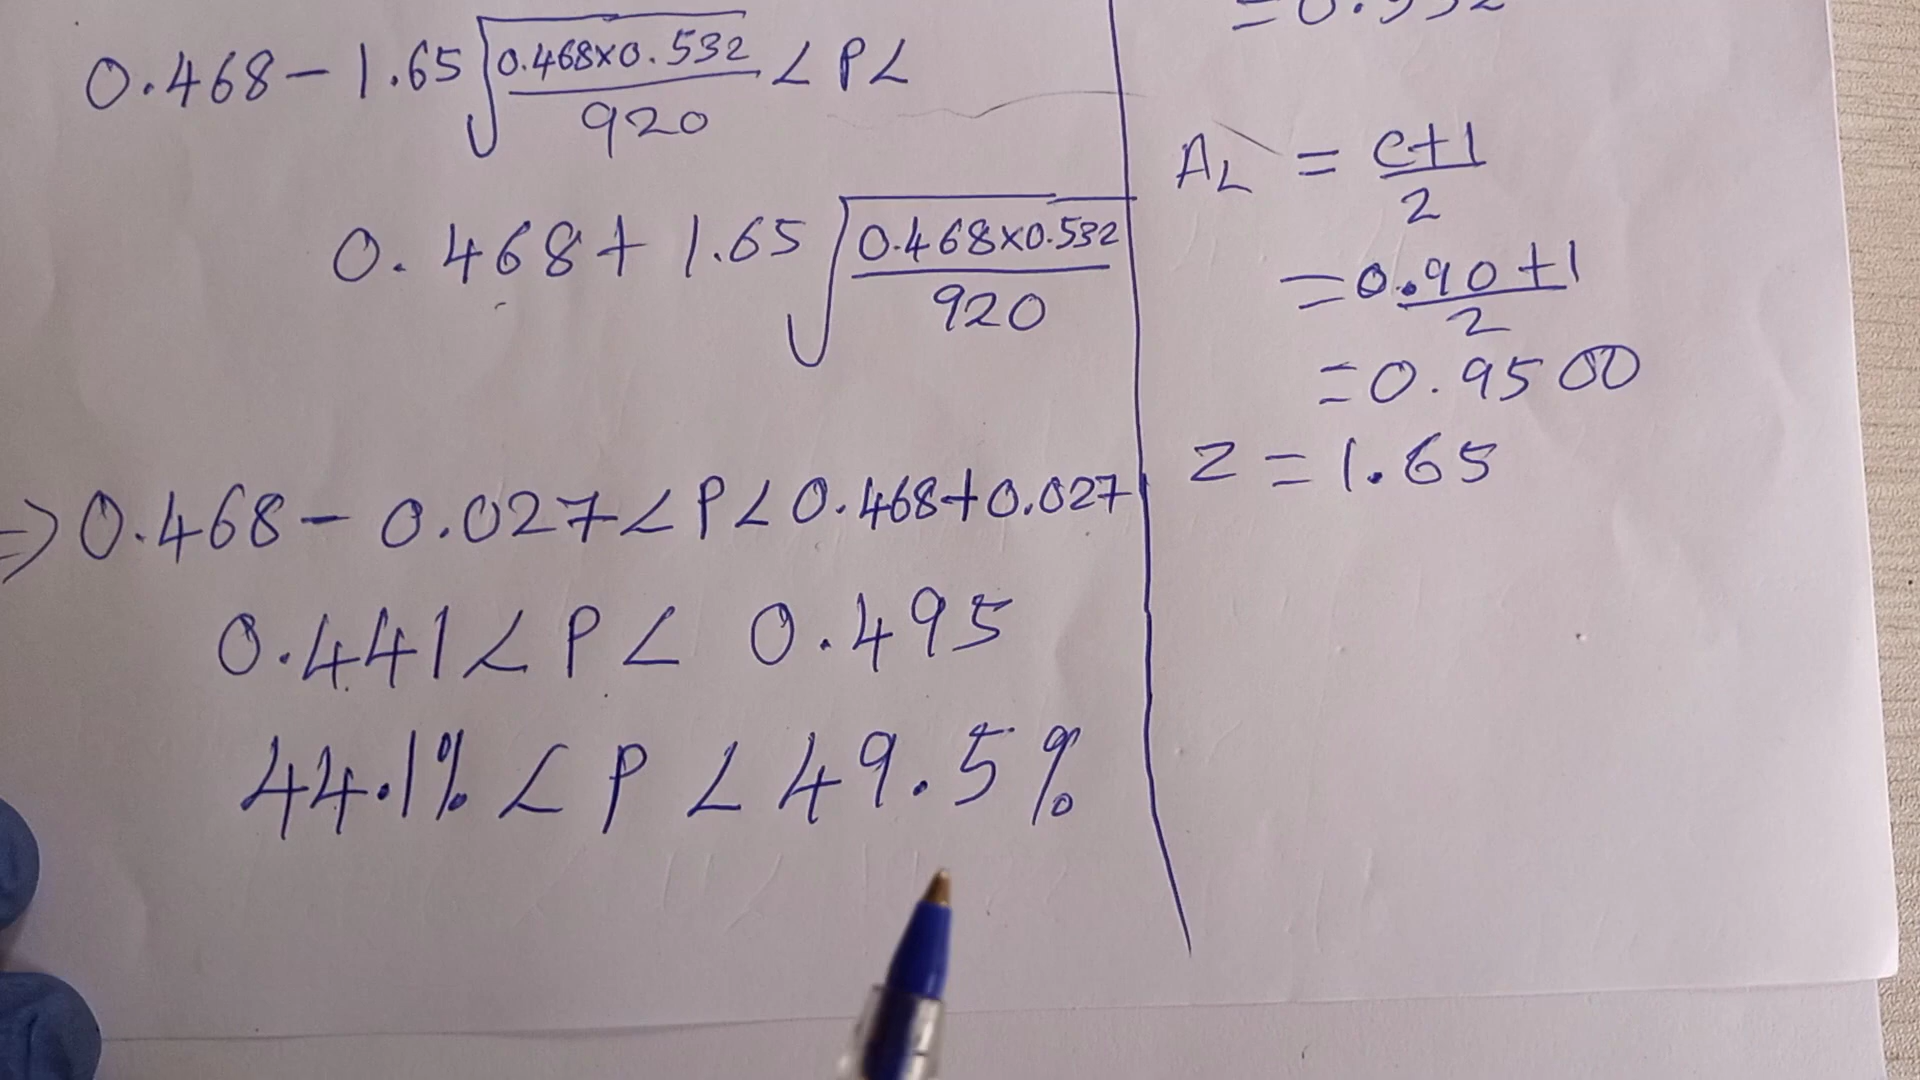 0.468 - 1.65 √(0.468×0.532 / 920) < P <
0.468 + 1.65 √(0.468×0.532 / 920)
⇒ 0.468 - 0.027 < P < 0.468 + 0.027
0.441 < P < 0.495
44.1% < P < 49.5%
A_L = (c+1)/2
= (0.90+1)/2
= 0.9500
Z = 1.65